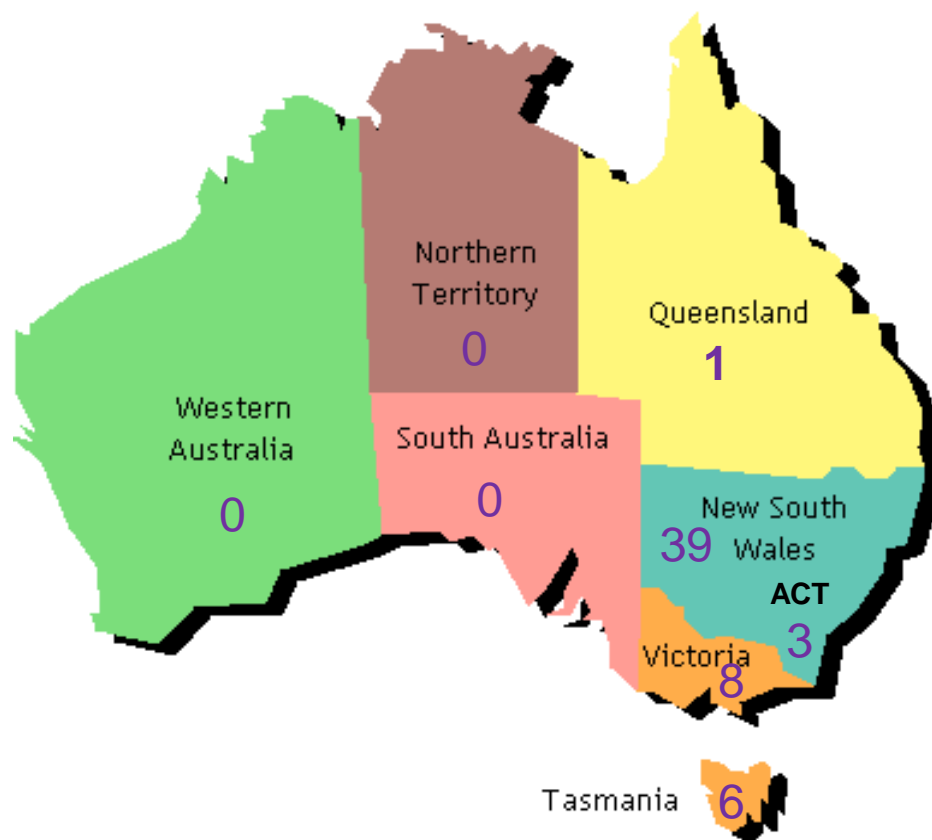 Northern
Territory
0
Queensland
1
Western
Australia
0
South Australia
0
New South
Wales
39
ACT
3
Victoria
8
Tasmania
6